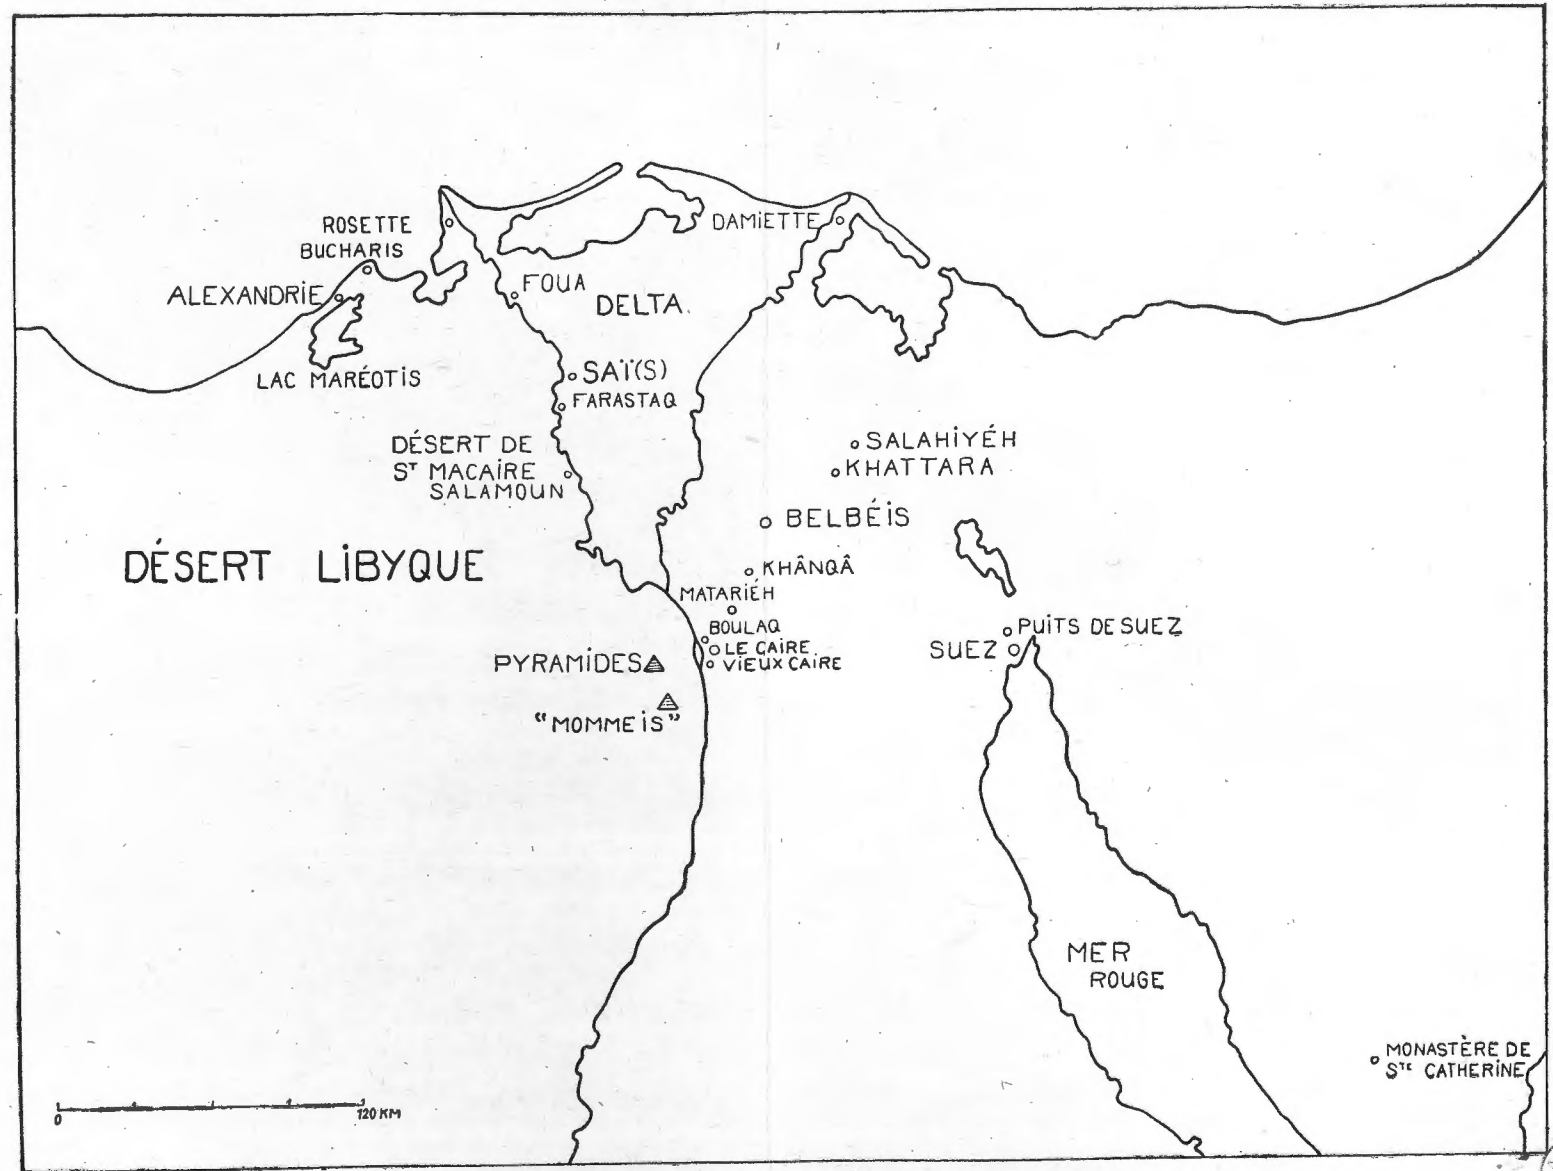 ROSETTE
BUCHARIS
ALEXANDRIE
LAC MARÉOTIS
FOUA
DELTA.
DAMIETTE
SAÏ(S)
FARASTAQ
DÉSERT DE
ST MACAIRE
SALAMOUN
SALAHIYÉH
KHATTARA
BELBÉIS
DÉSERT LIBYQUE
KHÂNQÂ
MATARIÉH
BOULAQ
LE CAIRE
VIEUX CAIRE
PUITS DE SUEZ
SUEZ
PYRAMIDES
"MOMMEIS"
MER
ROUGE
MONASTÈRE DE
STE CATHERINE
0 120 KM